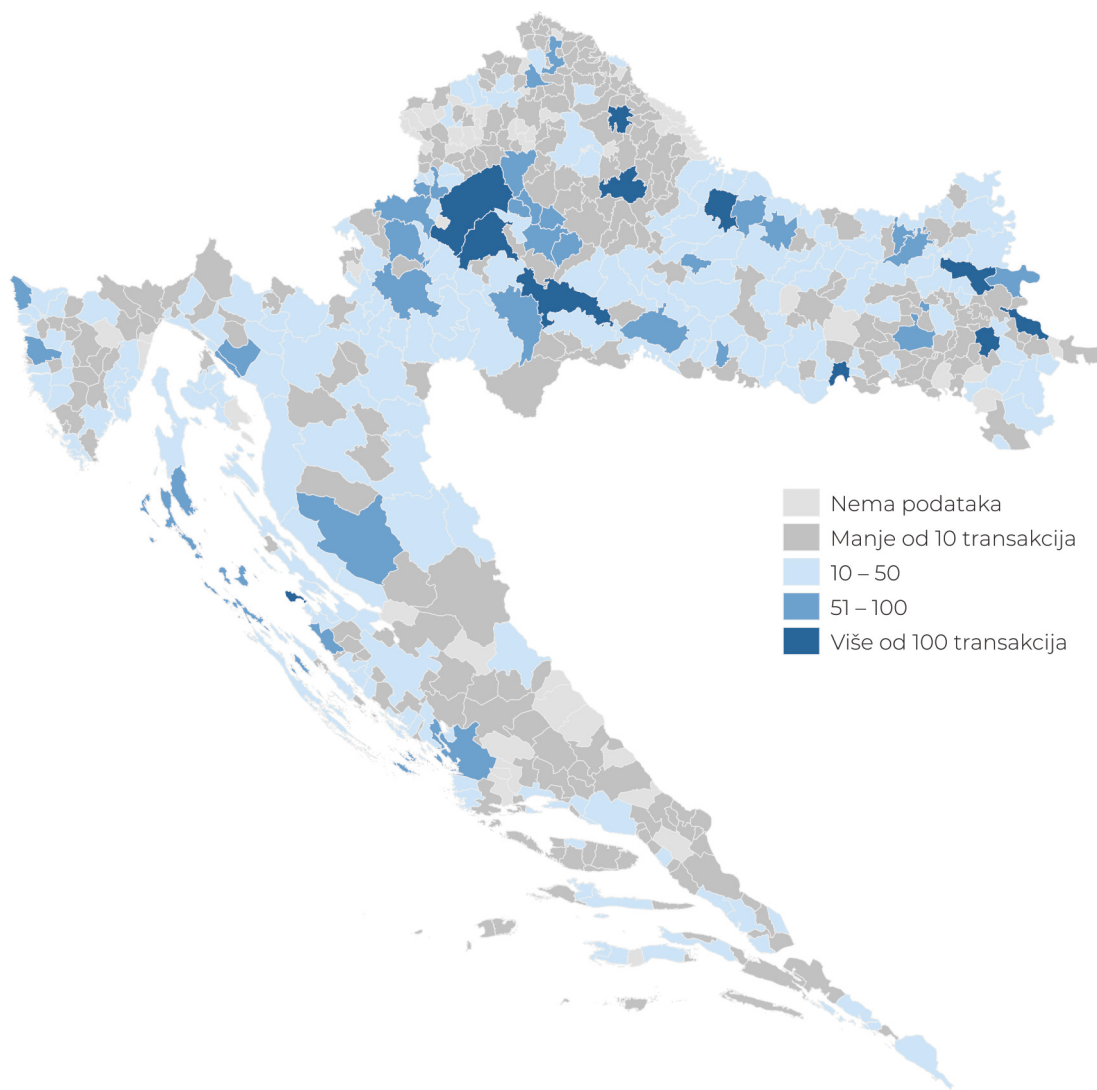 Nema podataka
Manje od 10 transakcija
10 – 50
51 – 100
Više od 100 transakcija